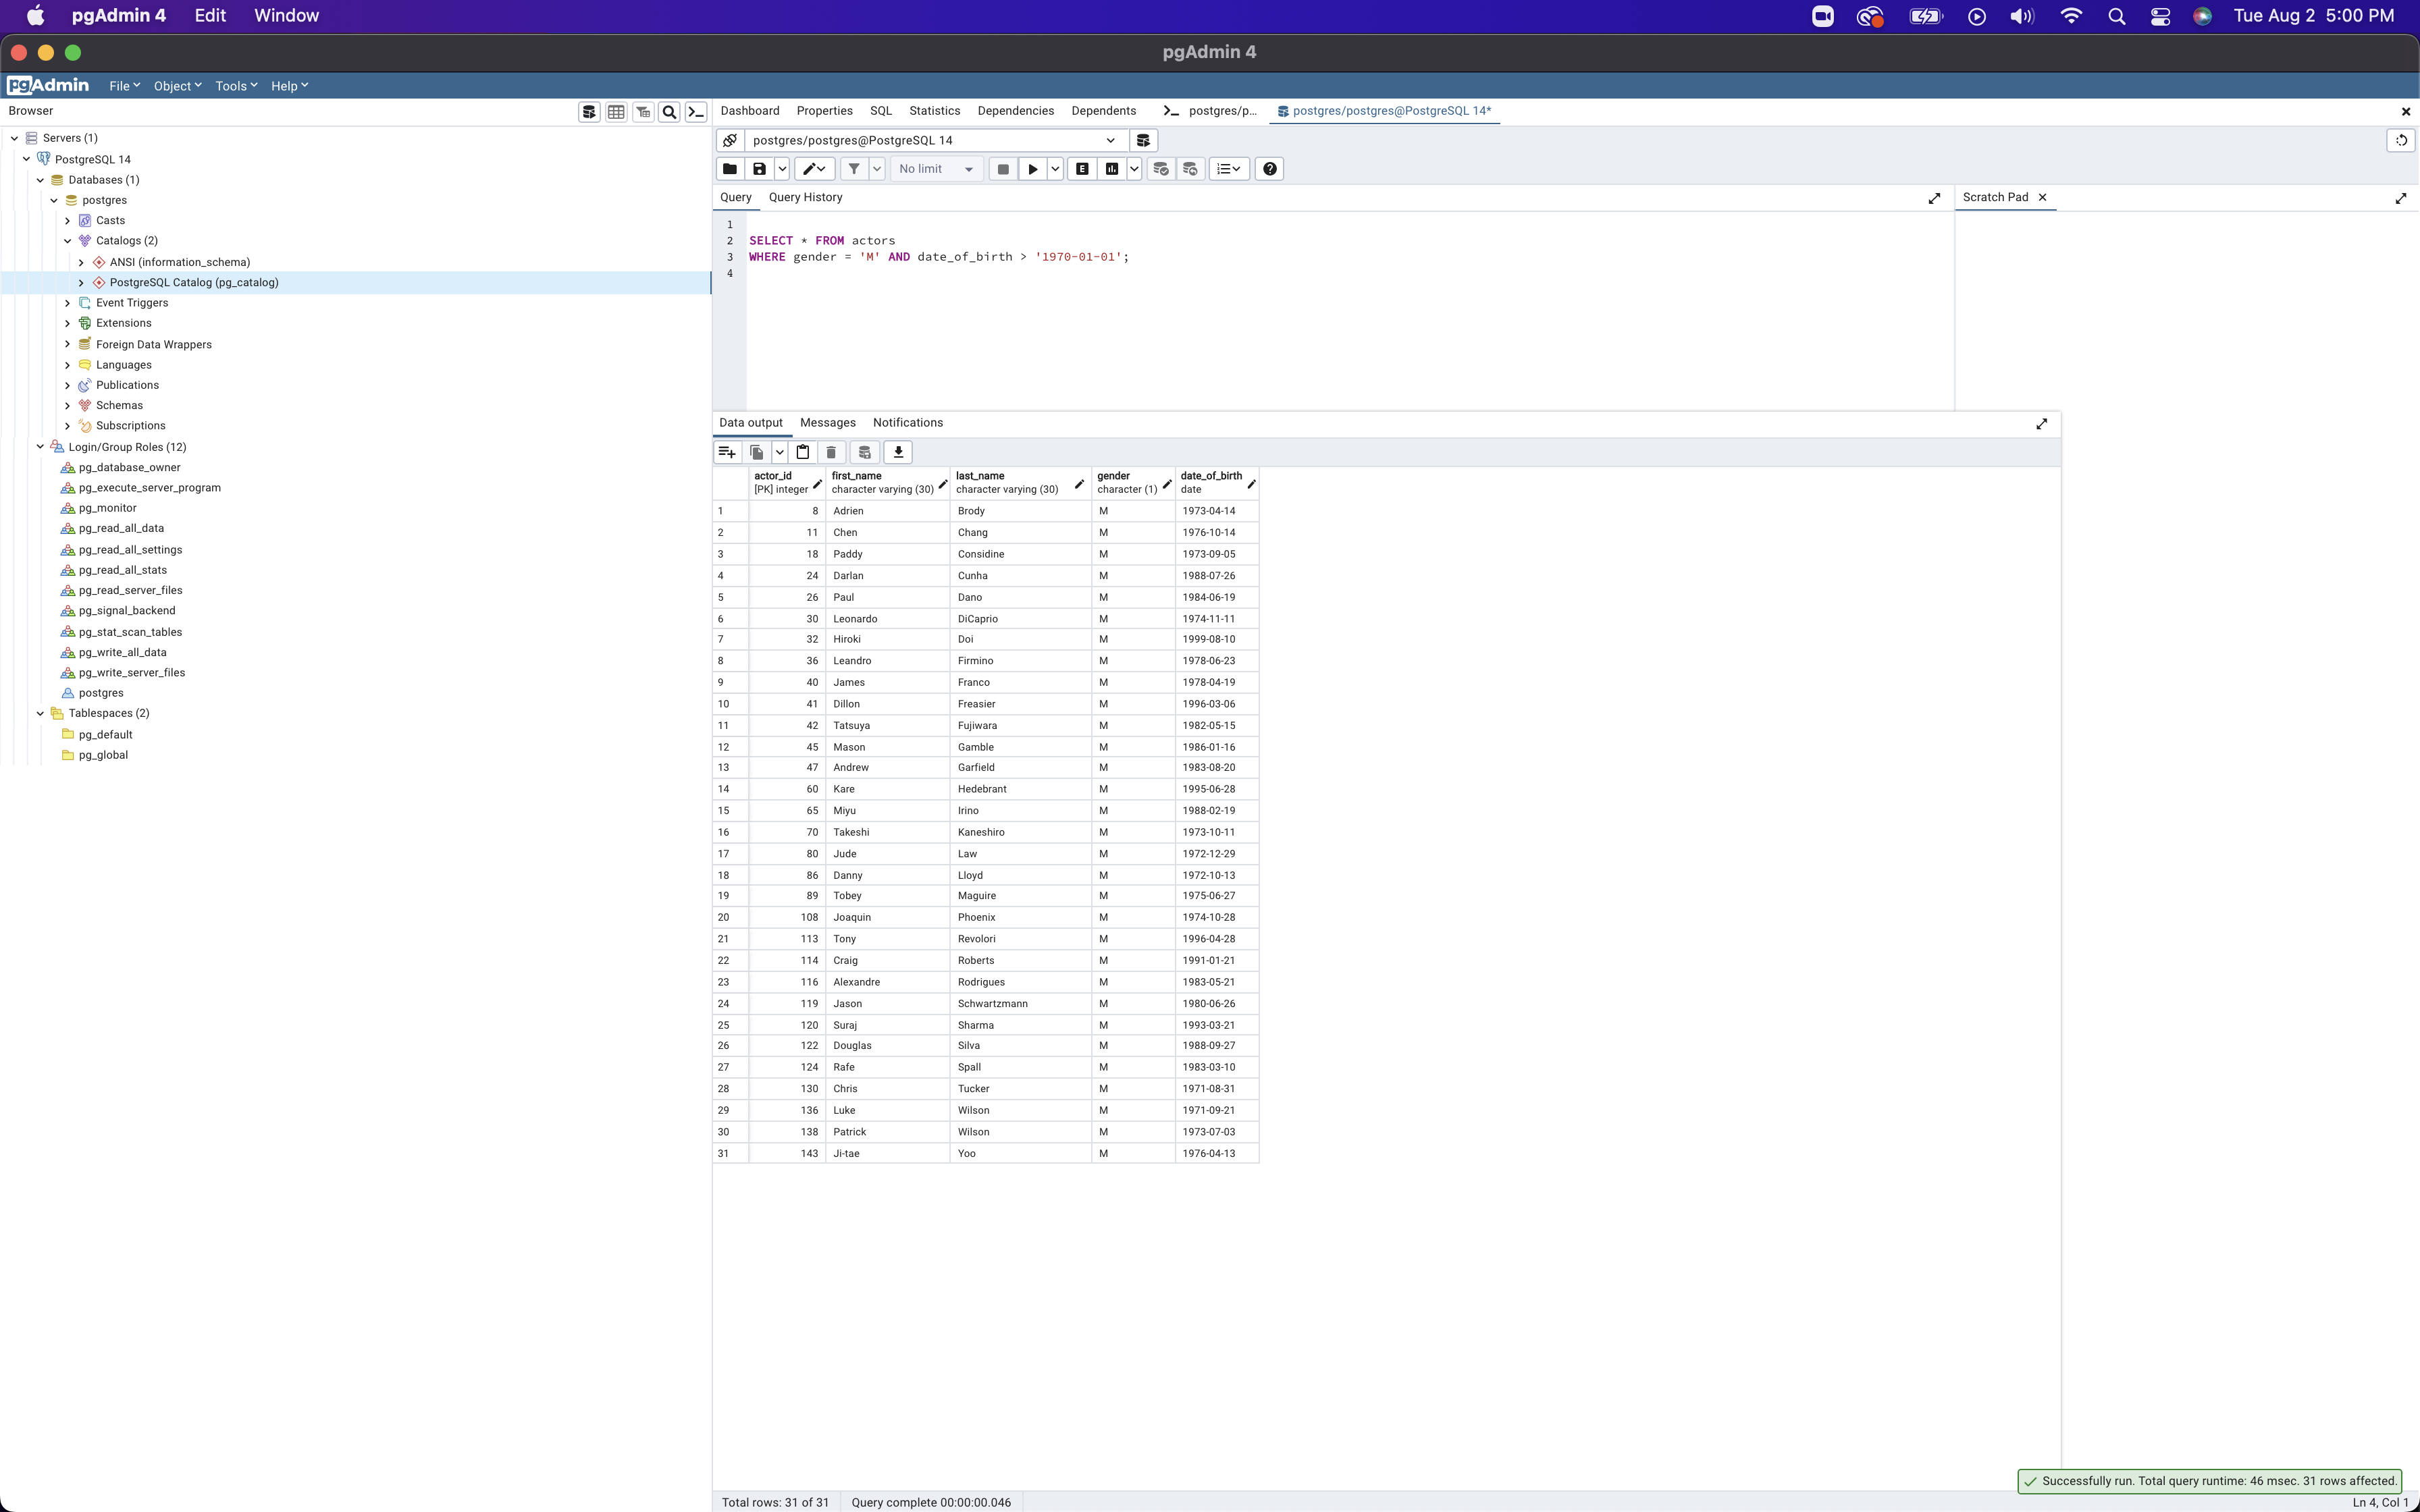 pgAdmin 4 Edit Window Tue Aug 2 5:00 PM
pgAdmin 4
pgAdmin File Object Tools Help
Browser
Servers (1)
PostgreSQL 14
Databases (1)
postgres
Casts
Catalogs (2)
ANSI (information_schema)
PostgreSQL Catalog (pg_catalog)
Event Triggers
Extensions
Foreign Data Wrappers
Languages
Publications
Schemas
Subscriptions
Login/Group Roles (12)
pg_database_owner
pg_execute_server_program
pg_monitor
pg_read_all_data
pg_read_all_settings
pg_read_all_stats
pg_read_server_files
pg_signal_backend
pg_stat_scan_tables
pg_write_all_data
pg_write_server_files
postgres
Tablespaces (2)
pg_default
pg_global
Dashboard Properties SQL Statistics Dependencies Dependents postgres/p... postgres/postgres@PostgreSQL 14*
postgres/postgres@PostgreSQL 14
No limit E
Query Query History Scratch Pad
1
2 SELECT * FROM actors
3 WHERE gender = 'M' AND date_of_birth > '1970-01-01';
4
Data output Messages Notifications
actor_id first_name last_name gender date_of_birth
[PK] integer character varying (30) character varying (30) character (1) date
1 8 Adrien Brody M 1973-04-14
2 11 Chen Chang M 1976-10-14
3 18 Paddy Considine M 1973-09-05
4 24 Darlan Cunha M 1988-07-26
5 26 Paul Dano M 1984-06-19
6 30 Leonardo DiCaprio M 1974-11-11
7 32 Hiroki Doi M 1999-08-10
8 36 Leandro Firmino M 1978-06-23
9 40 James Franco M 1978-04-19
10 41 Dillon Freasier M 1996-03-06
11 42 Tatsuya Fujiwara M 1982-05-15
12 45 Mason Gamble M 1986-01-16
13 47 Andrew Garfield M 1983-08-20
14 60 Kare Hedebrant M 1995-06-28
15 65 Miyu Irino M 1988-02-19
16 70 Takeshi Kaneshiro M 1973-10-11
17 80 Jude Law M 1972-12-29
18 86 Danny Lloyd M 1972-10-13
19 89 Tobey Maguire M 1975-06-27
20 108 Joaquin Phoenix M 1974-10-28
21 113 Tony Revolori M 1996-04-28
22 114 Craig Roberts M 1991-01-21
23 116 Alexandre Rodrigues M 1983-05-21
24 119 Jason Schwartzmann M 1980-06-26
25 120 Suraj Sharma M 1993-03-21
26 122 Douglas Silva M 1988-09-27
27 124 Rafe Spall M 1983-03-10
28 130 Chris Tucker M 1971-08-31
29 136 Luke Wilson M 1971-09-21
30 138 Patrick Wilson M 1973-07-03
31 143 Ji-tae Yoo M 1976-04-13
Successfully run. Total query runtime: 46 msec. 31 rows affected.
Total rows: 31 of 31 Query complete 00:00:00.046 Ln 4, Col 1